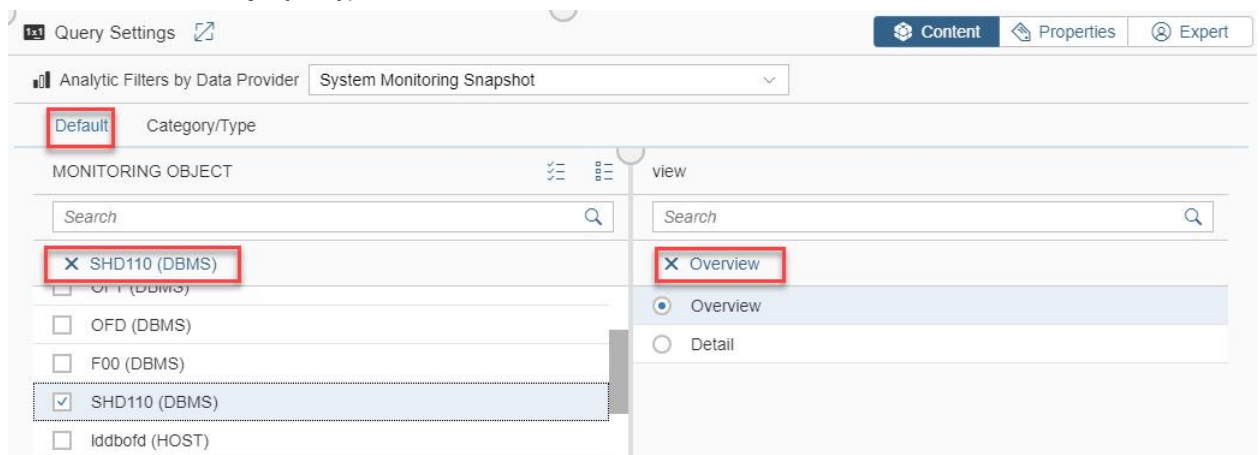 1x1 Query Settings
Content Properties Expert
Analytic Filters by Data Provider System Monitoring Snapshot
Default Category/Type
MONITORING OBJECT
Search
SHD110 (DBMS)
OFD (DBMS)
F00 (DBMS)
SHD110 (DBMS)
lddbofd (HOST)
view
Search
Overview
Overview
Detail